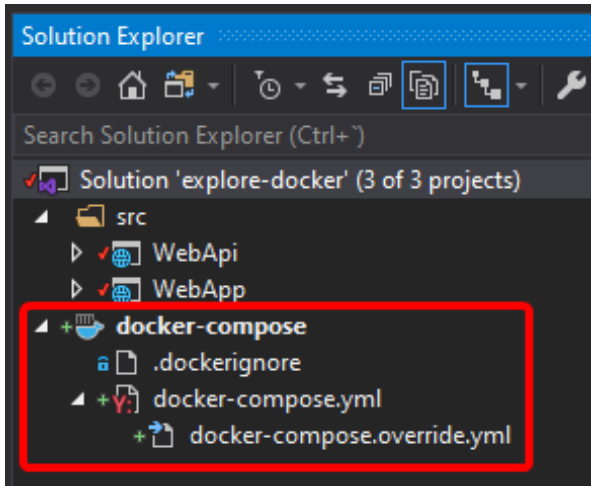 Solution Explorer
Search Solution Explorer (Ctrl+`)
Solution 'explore-docker' (3 of 3 projects)
src
WebApi
WebApp
docker-compose
.dockerignore
docker-compose.yml
docker-compose.override.yml